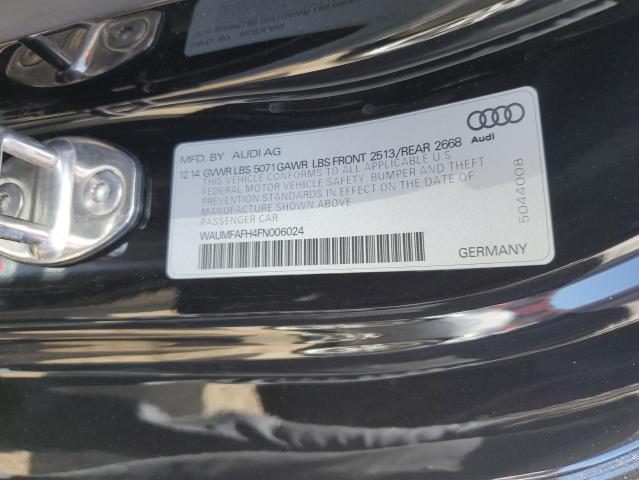 MFD. BY AUDI AG
Audi
12 14 GVWR LBS 5071 GAWR LBS FRONT 2513/REAR 2668
THIS VEHICLE CONFORMS TO ALL APPLICABLE U.S
FEDERAL MOTOR VEHICLE SAFETY, BUMPER AND THEFT
PREVENTION STANDARDS IN EFFECT ON THE DATE OF
MANUFACTURE SHOWN ABOVE
PASSENGER CAR
WAUMFAFH4FN006024
GERMANY
5044008